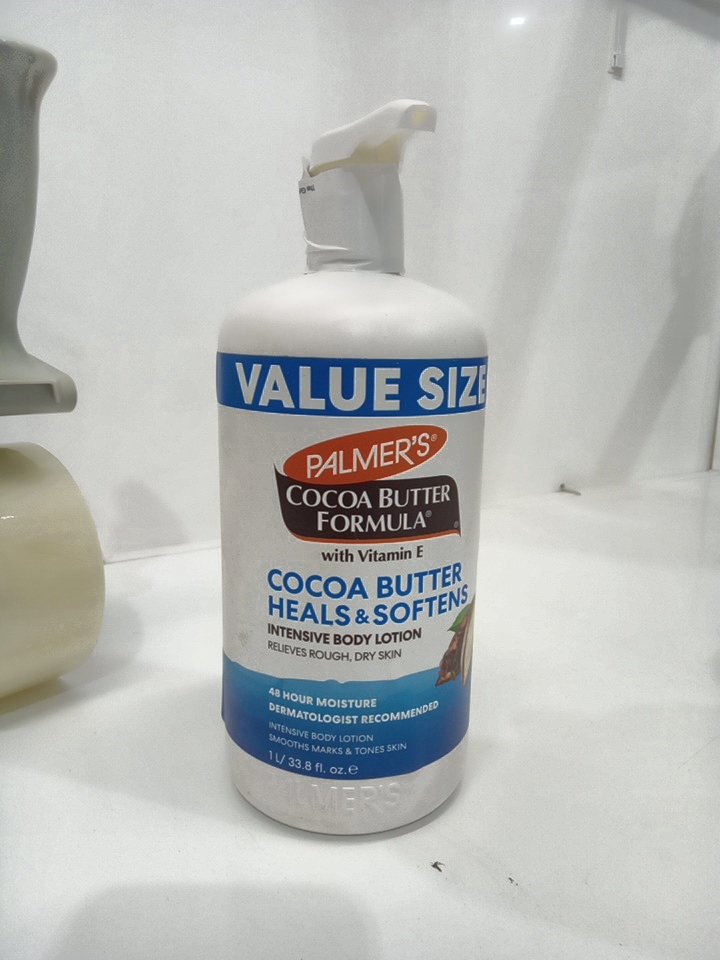 VALUE SIZE
PALMER'S®
COCOA BUTTER
FORMULA®
with Vitamin E
COCOA BUTTER
HEALS & SOFTENS
INTENSIVE BODY LOTION
RELIEVES ROUGH, DRY SKIN
48 HOUR MOISTURE
DERMATOLOGIST RECOMMENDED
INTENSIVE BODY LOTION
SMOOTHS MARKS & TONES SKIN
1 L/ 33.8 fl. oz. ℮
PALMER'S